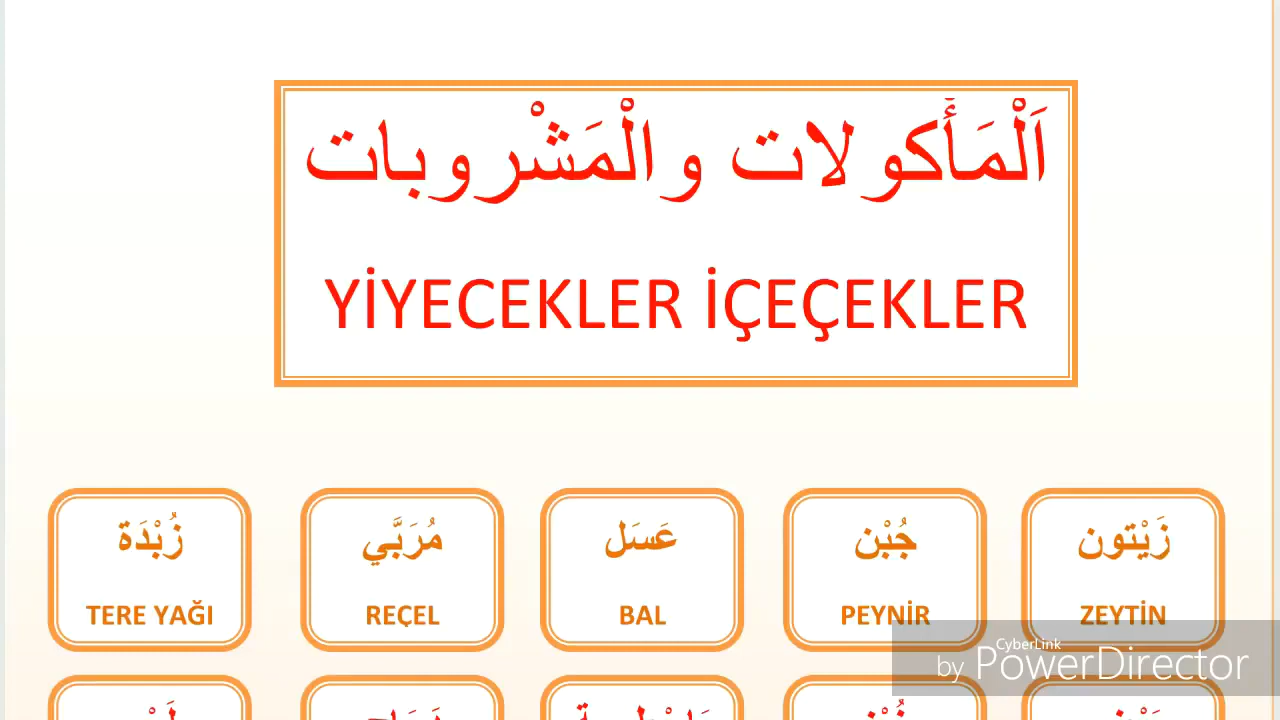 اَلْمَأَكولات والْمَشْروبات
YİYECEKLER İÇEÇEKLER
زَيْتون
ZEYTİN
جُبْن
PEYNİR
عَسَل
BAL
مُرَبَّي
REÇEL
زُبْدَة
TERE YAĞI
CyberLink
by PowerDirector